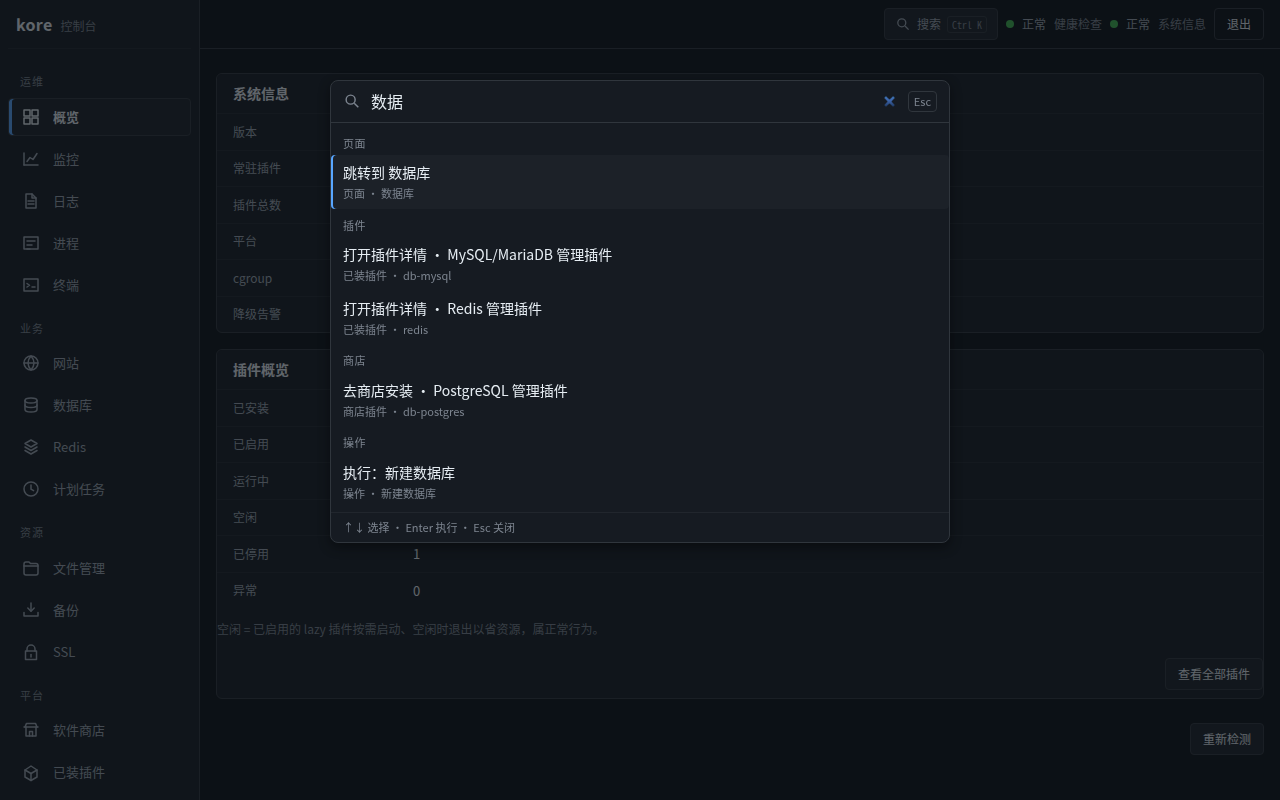 kore 控制台
搜索 Ctrl K
正常 健康检查
正常 系统信息
退出
运维
概览
监控
日志
进程
终端
业务
网站
数据库
Redis
计划任务
资源
文件管理
备份
SSL
平台
软件商店
已装插件
系统信息
版本
常驻插件
插件总数
平台
cgroup
降级告警
插件概览
已安装
已启用
运行中
空闲
已停用 1
异常 0
空闲 = 已启用的 lazy 插件按需启动、空闲时退出以省资源，属正常行为。
查看全部插件
重新检测
数据
Esc
页面
跳转到 数据库
页面 · 数据库
插件
打开插件详情 · MySQL/MariaDB 管理插件
已装插件 · db-mysql
打开插件详情 · Redis 管理插件
已装插件 · redis
商店
去商店安装 · PostgreSQL 管理插件
商店插件 · db-postgres
操作
执行：新建数据库
操作 · 新建数据库
↑↓ 选择 · Enter 执行 · Esc 关闭